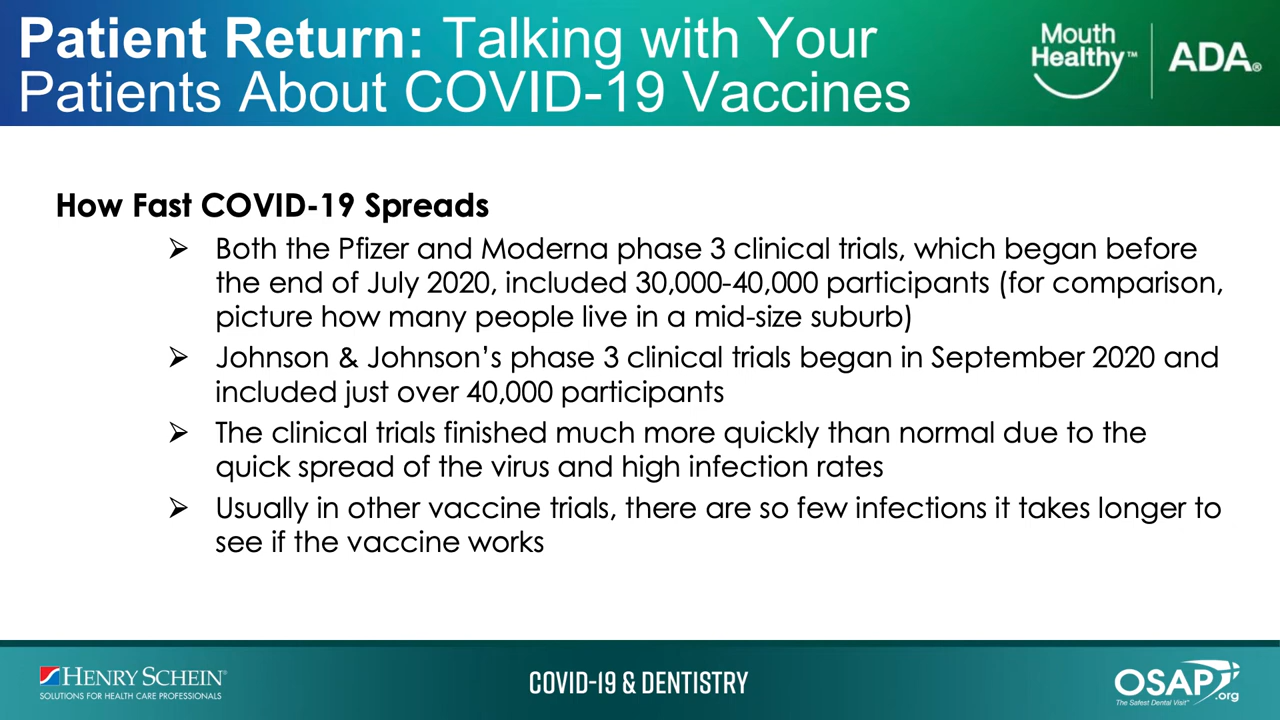 Patient Return: Talking with Your
Patients About COVID-19 Vaccines
Mouth
Healthy™
ADA®
How Fast COVID-19 Spreads
➢ Both the Pfizer and Moderna phase 3 clinical trials, which began before
the end of July 2020, included 30,000-40,000 participants (for comparison,
picture how many people live in a mid-size suburb)
➢ Johnson & Johnson’s phase 3 clinical trials began in September 2020 and
included just over 40,000 participants
➢ The clinical trials finished much more quickly than normal due to the
quick spread of the virus and high infection rates
➢ Usually in other vaccine trials, there are so few infections it takes longer to
see if the vaccine works
HENRY SCHEIN®
SOLUTIONS FOR HEALTH CARE PROFESSIONALS
COVID-19 & DENTISTRY
OSAP.org
The Safest Dental Visit™